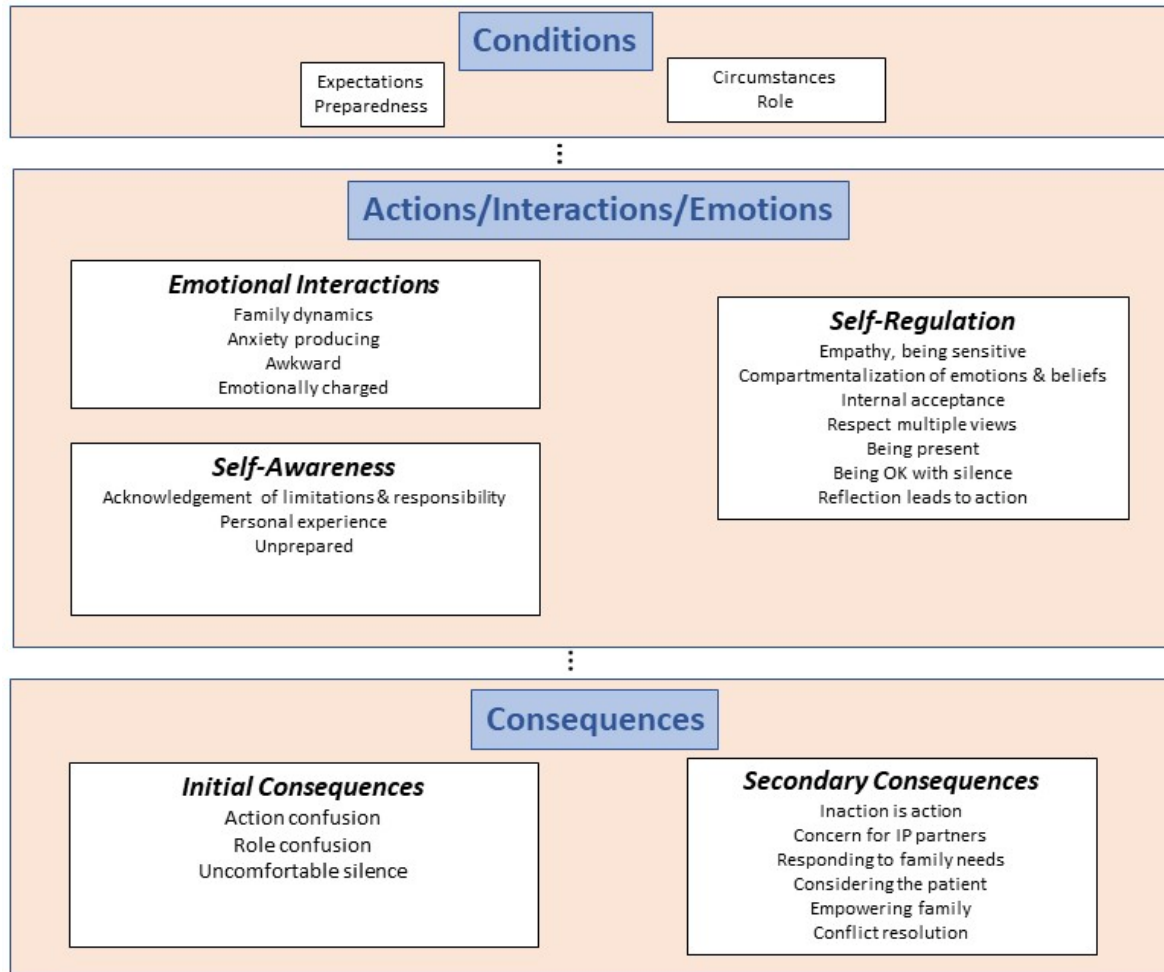 Conditions
Expectations
Preparedness
Circumstances
Role
Actions/Interactions/Emotions
Emotional Interactions
Family dynamics
Anxiety producing
Awkward
Emotionally charged
Self-Awareness
Acknowledgement of limitations & responsibility
Personal experience
Unprepared
Self-Regulation
Empathy, being sensitive
Compartmentalization of emotions & beliefs
Internal acceptance
Respect multiple views
Being present
Being OK with silence
Reflection leads to action
Consequences
Initial Consequences
Action confusion
Role confusion
Uncomfortable silence
Secondary Consequences
Inaction is action
Concern for IP partners
Responding to family needs
Considering the patient
Empowering family
Conflict resolution